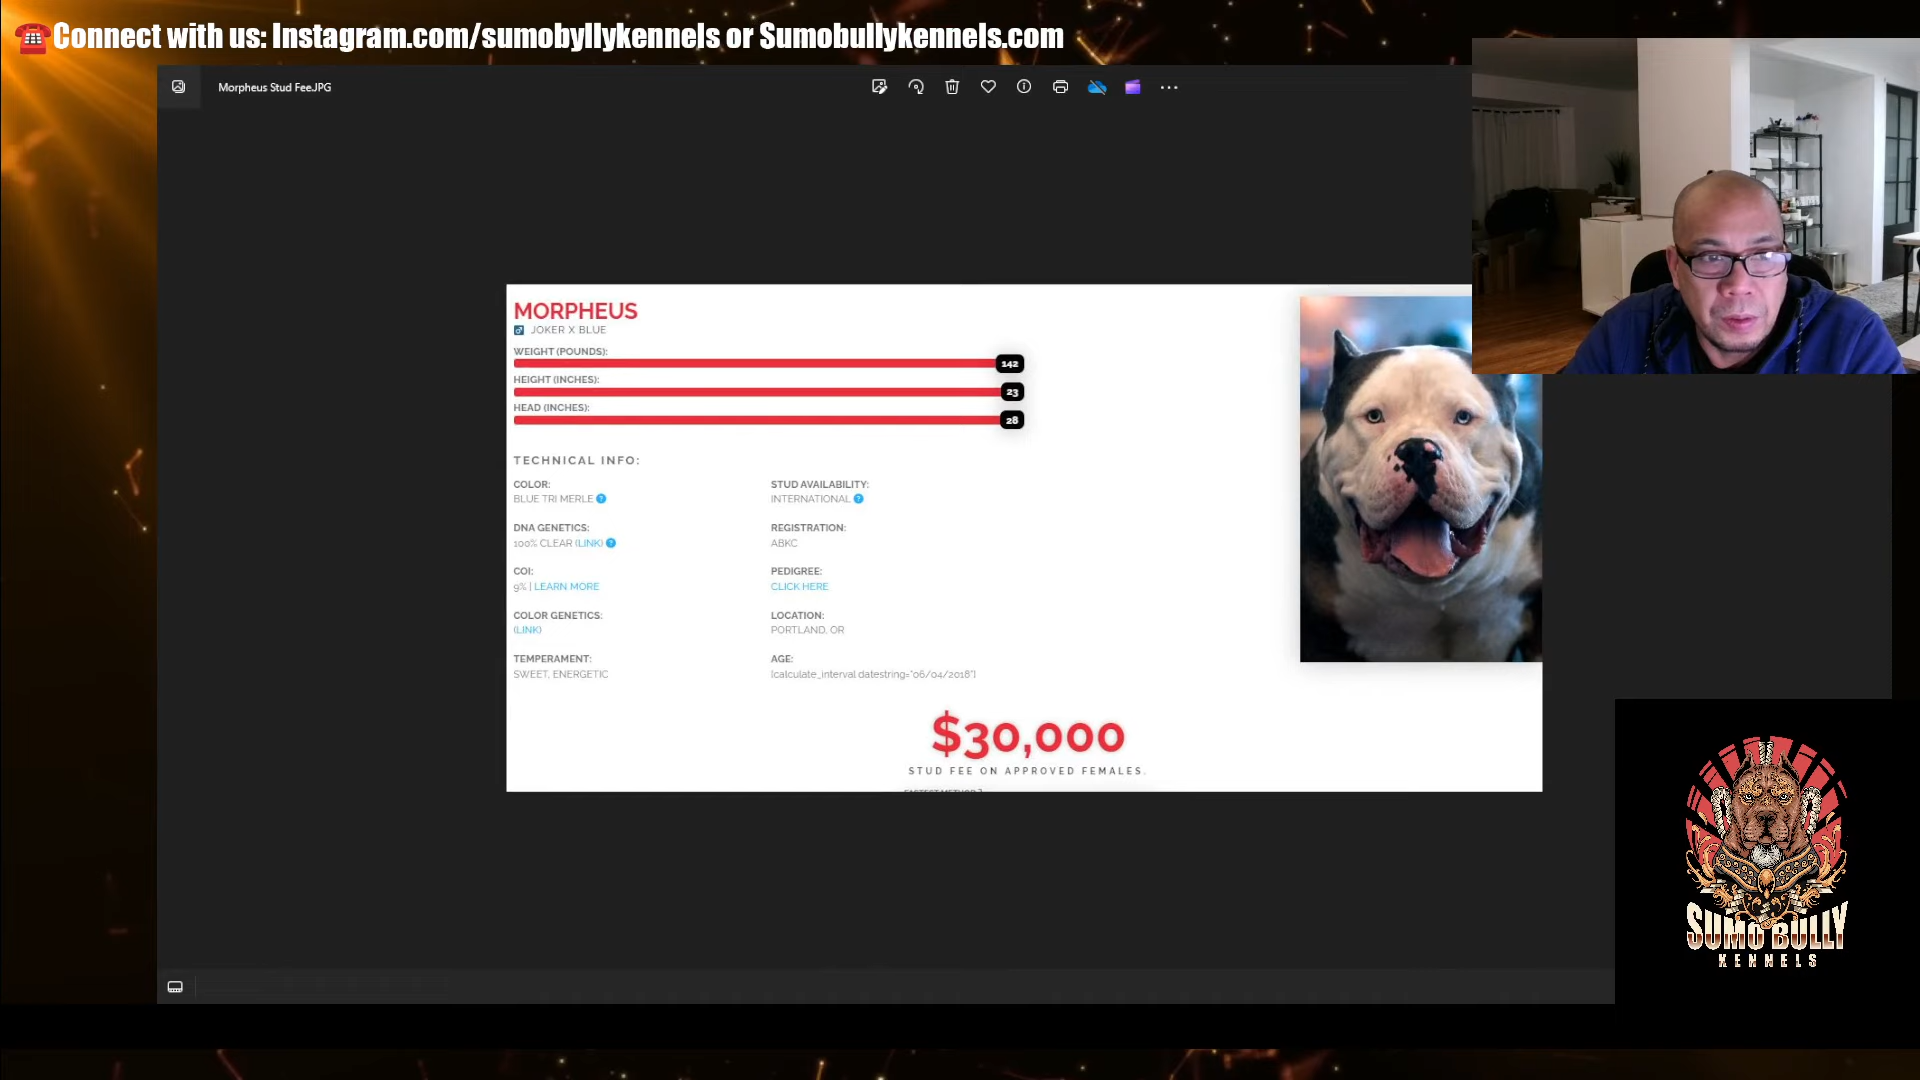 ☎Connect with us: Instagram.com/sumobyllykennels or Sumobullykennels.com
Morpheus Stud Fee.JPG
MORPHEUS
JOKER X BLUE
WEIGHT (POUNDS):
142
HEIGHT (INCHES):
23
HEAD (INCHES):
28
TECHNICAL INFO:
COLOR:
BLUE TRI MERLE
DNA GENETICS:
100% CLEAR (LINK)
COI:
9% | LEARN MORE
COLOR GENETICS:
(LINK)
TEMPERAMENT:
SWEET, ENERGETIC
STUD AVAILABILITY:
INTERNATIONAL
REGISTRATION:
ABKC
PEDIGREE:
CLICK HERE
LOCATION:
PORTLAND, OR
AGE:
[calculate_interval datestring="06/04/2018"]
$30,000
STUD FEE ON APPROVED FEMALES.
SUMO BULLY
KENNELS